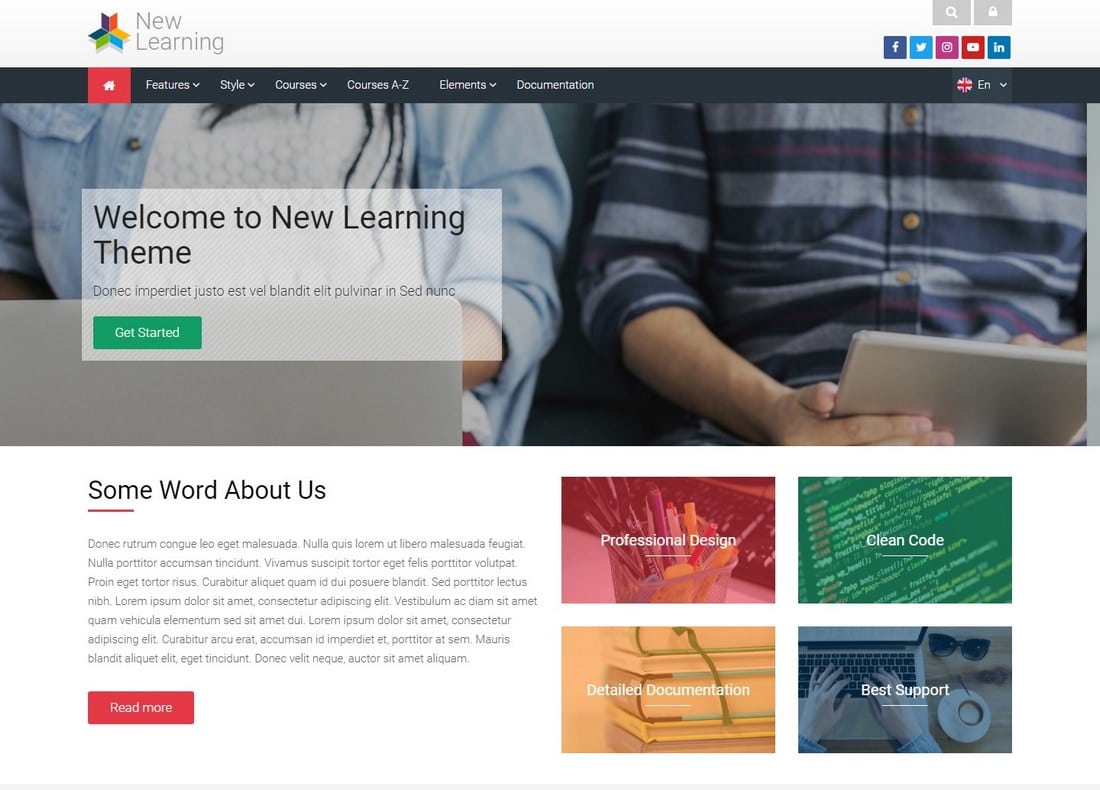 New
Learning
Features Style Courses Courses A-Z Elements Documentation En
Welcome to New Learning
Theme
Donec imperdiet justo est vel blandit elit pulvinar in Sed nunc
Get Started
Some Word About Us
Donec rutrum congue leo eget malesuada. Nulla quis lorem ut libero malesuada feugiat.
Nulla porttitor accumsan tincidunt. Vivamus suscipit tortor eget felis porttitor volutpat.
Proin eget tortor risus. Curabitur aliquet quam id dui posuere blandit. Sed porttitor lectus
nibh. Lorem ipsum dolor sit amet, consectetur adipiscing elit. Vestibulum ac diam sit amet
quam vehicula elementum sed sit amet dui. Lorem ipsum dolor sit amet, consectetur
adipiscing elit. Curabitur arcu erat, accumsan id imperdiet et, porttitor at sem. Mauris
blandit aliquet elit, eget tincidunt. Donec velit neque, auctor sit amet aliquam.
Read more
Professional Design
Clean Code
Detailed Documentation
Best Support